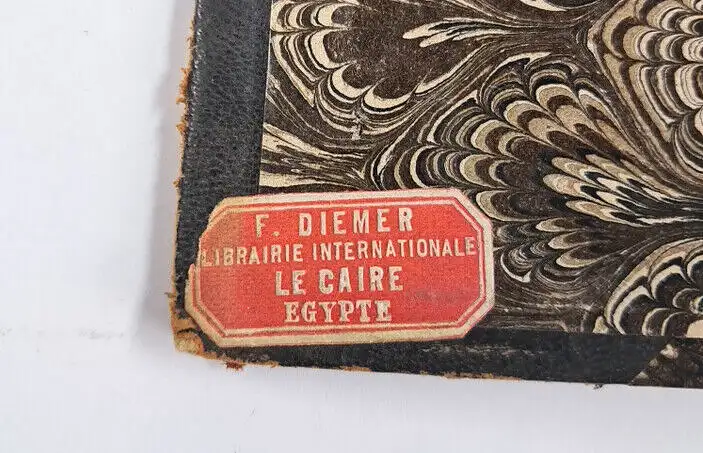 F. DIEMER
LIBRAIRIE INTERNATIONALE
LE CAIRE
EGYPTE